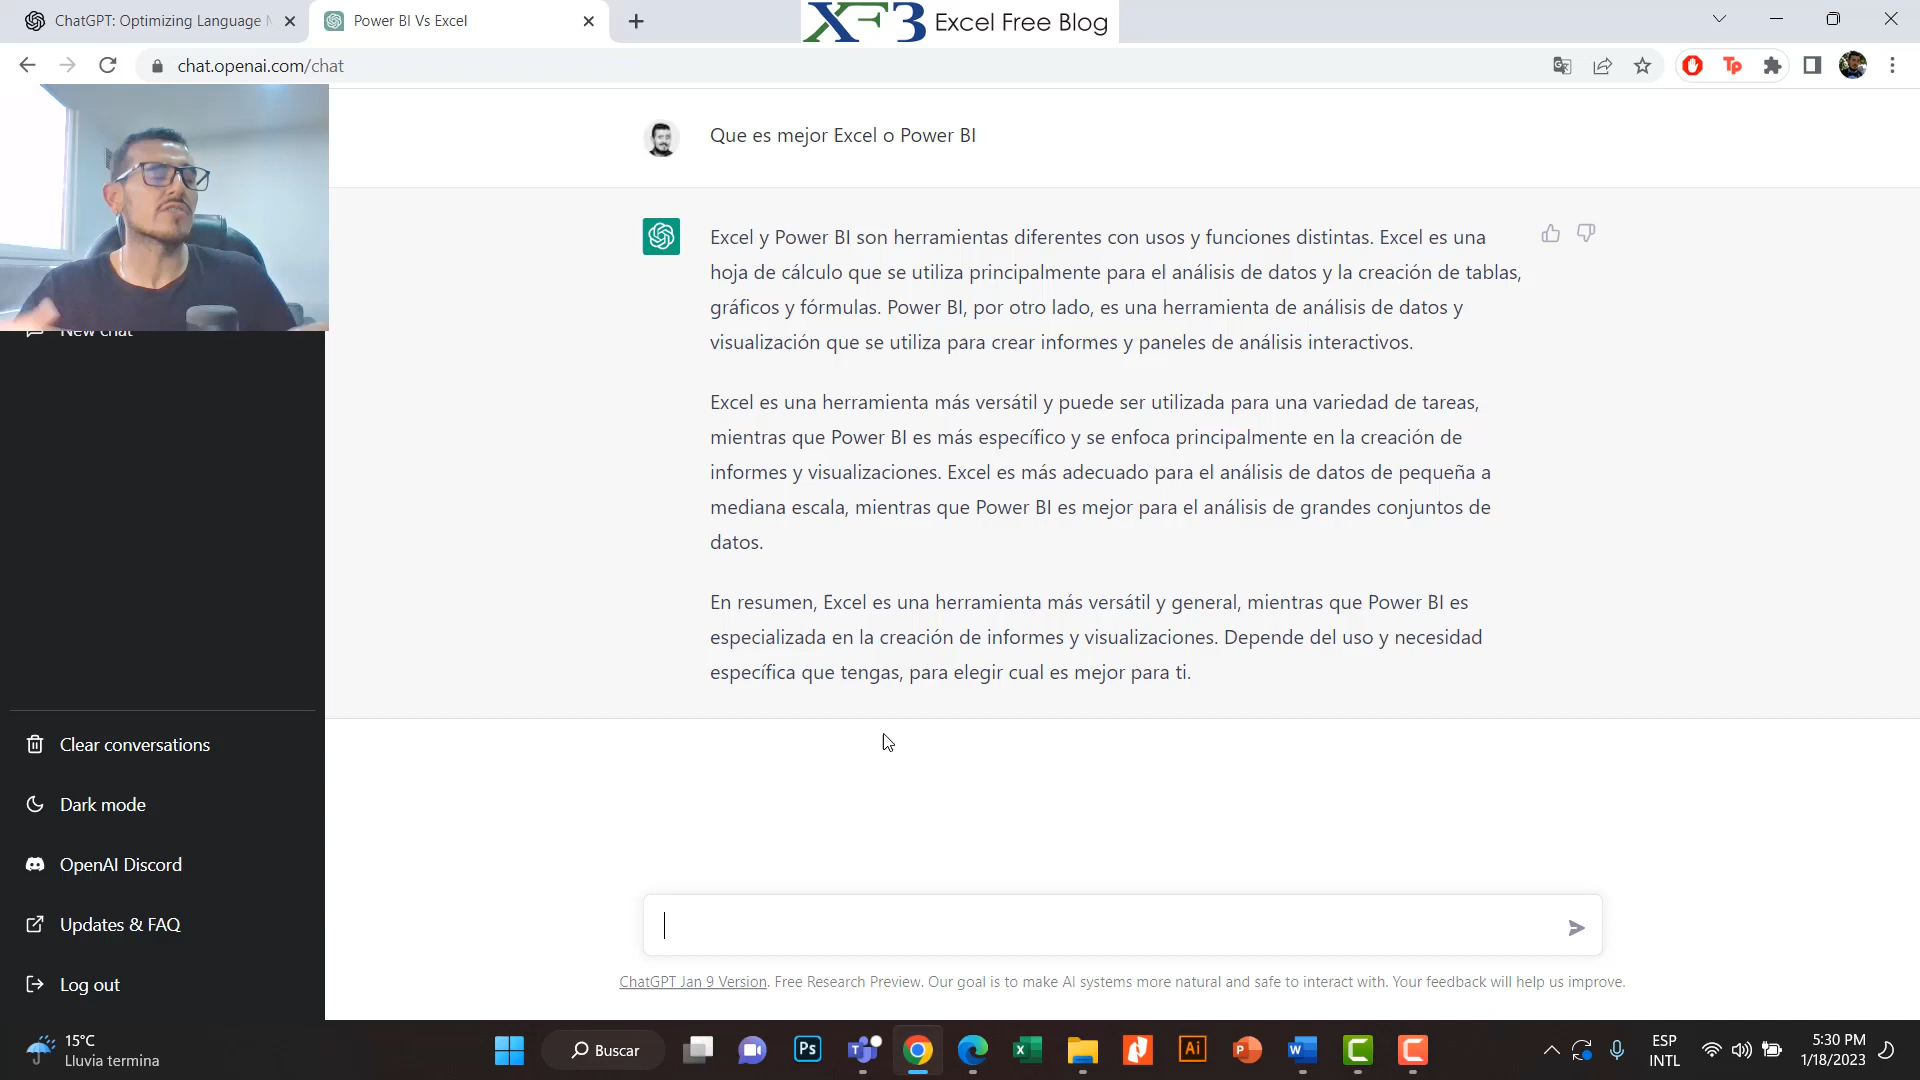 ChatGPT: Optimizing Language M
Power BI Vs Excel
XF3 Excel Free Blog
chat.openai.com/chat
Tp
Que es mejor Excel o Power BI
Excel y Power BI son herramientas diferentes con usos y funciones distintas. Excel es una
hoja de cálculo que se utiliza principalmente para el análisis de datos y la creación de tablas,
gráficos y fórmulas. Power BI, por otro lado, es una herramienta de análisis de datos y
visualización que se utiliza para crear informes y paneles de análisis interactivos.
Excel es una herramienta más versátil y puede ser utilizada para una variedad de tareas,
mientras que Power BI es más específico y se enfoca principalmente en la creación de
informes y visualizaciones. Excel es más adecuado para el análisis de datos de pequeña a
mediana escala, mientras que Power BI es mejor para el análisis de grandes conjuntos de
datos.
En resumen, Excel es una herramienta más versátil y general, mientras que Power BI es
especializada en la creación de informes y visualizaciones. Depende del uso y necesidad
específica que tengas, para elegir cual es mejor para ti.
New chat
Clear conversations
Dark mode
OpenAI Discord
Updates & FAQ
Log out
ChatGPT Jan 9 Version. Free Research Preview. Our goal is to make AI systems more natural and safe to interact with. Your feedback will help us improve.
15°C
Lluvia termina
Buscar
Ps
Ai
ESP
INTL
5:30 PM
1/18/2023